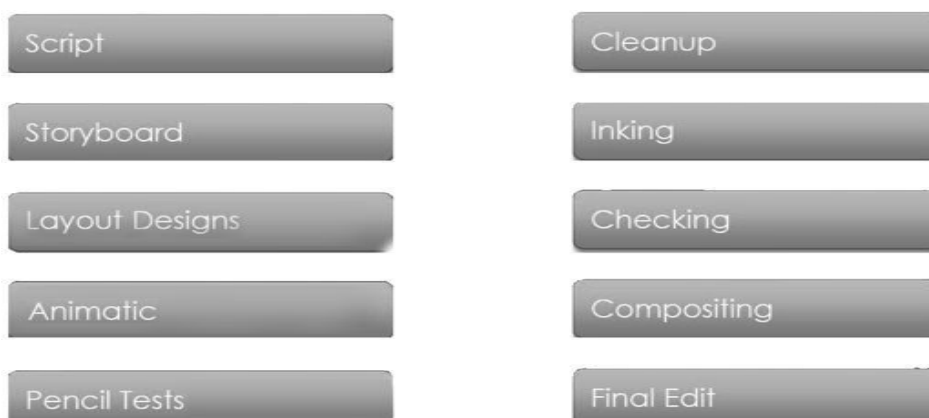 Script
Storyboard
Layout Designs
Animatic
Pencil Tests
Cleanup
Inking
Checking
Compositing
Final Edit